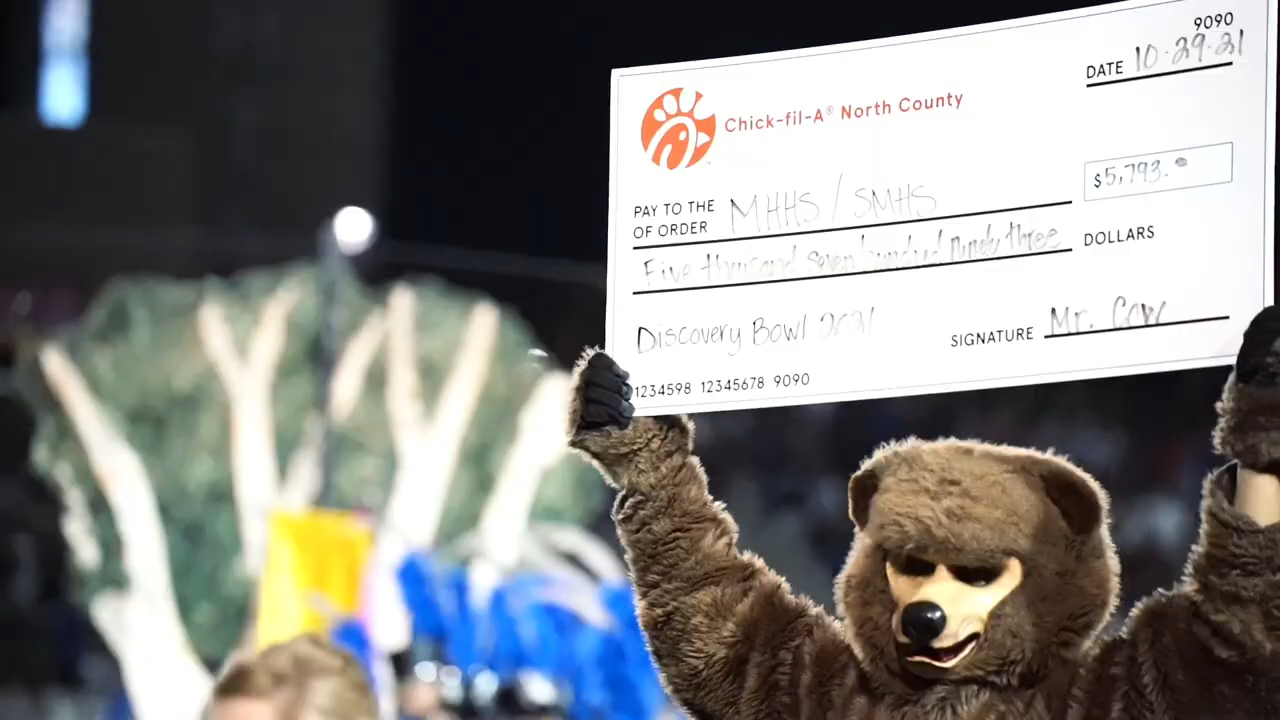 9090
DATE 10-29-21
Chick-fil-A® North County
$5,793.00
PAY TO THE OF ORDER MHHS / SMHS
Five thousand seven hundred ninety three DOLLARS
Discovery Bowl 2021
SIGNATURE Mr. Cow
1234598 12345678 9090